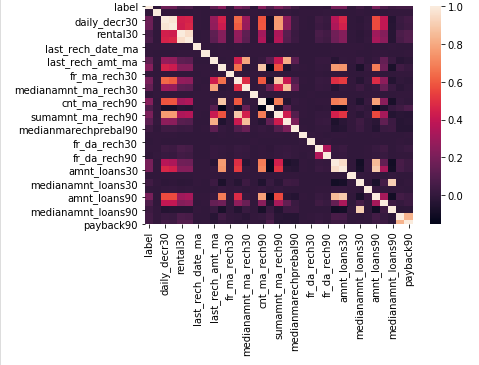 label
daily_decr30
rental30
last_rech_date_ma
last_rech_amt_ma
fr_ma_rech30
medianamnt_ma_rech30
cnt_ma_rech90
sumamnt_ma_rech90
medianmarechprebal90
fr_da_rech30
fr_da_rech90
amnt_loans30
medianamnt_loans30
amnt_loans90
medianamnt_loans90
payback90
label
daily_decr30
rental30
last_rech_date_ma
last_rech_amt_ma
fr_ma_rech30
medianamnt_ma_rech30
cnt_ma_rech90
sumamnt_ma_rech90
medianmarechprebal90
fr_da_rech30
fr_da_rech90
amnt_loans30
medianamnt_loans30
amnt_loans90
medianamnt_loans90
payback90
1.0
0.8
0.6
0.4
0.2
0.0